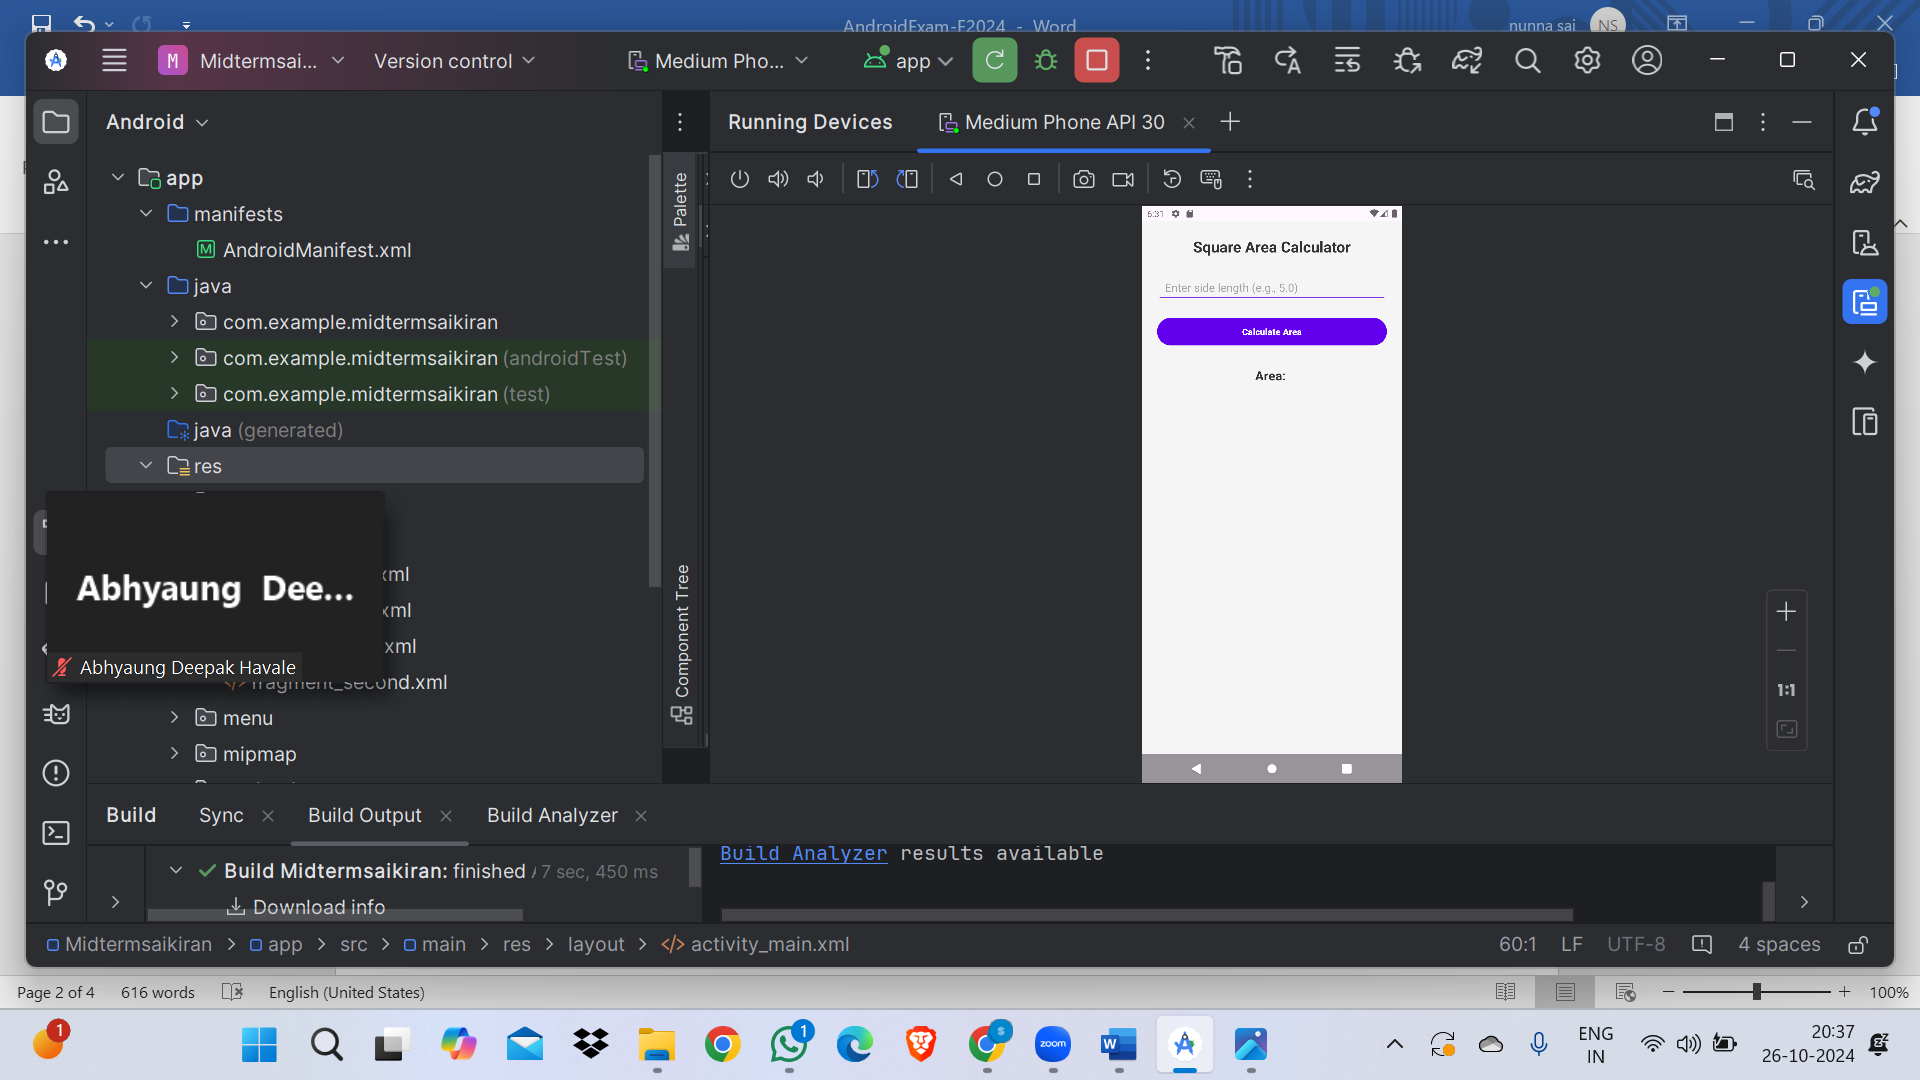 AndroidExam-F2024 - Word
nunna sai
NS
M
Midtermsai...
Version control
Medium Pho...
app
Android
Running Devices
Medium Phone API 30
app
manifests
AndroidManifest.xml
java
com.example.midtermsaikiran
com.example.midtermsaikiran (androidTest)
com.example.midtermsaikiran (test)
java (generated)
res
xml
xml
xml
fragment_second.xml
menu
mipmap
Abhyaung Dee...
Abhyaung Deepak Havale
Palette
Component Tree
6:31
Square Area Calculator
Enter side length (e.g., 5.0)
Calculate Area
Area:
1:1
Build
Sync
Build Output
Build Analyzer
Build Midtermsaikiran: finished
7 sec, 450 ms
Download info
Build Analyzer results available
Midtermsaikiran > app > src > main > res > layout > activity_main.xml
60:1
LF
UTF-8
4 spaces
Page 2 of 4
616 words
English (United States)
100%
1
1
$
zoom
W
ENG
IN
20:37
26-10-2024